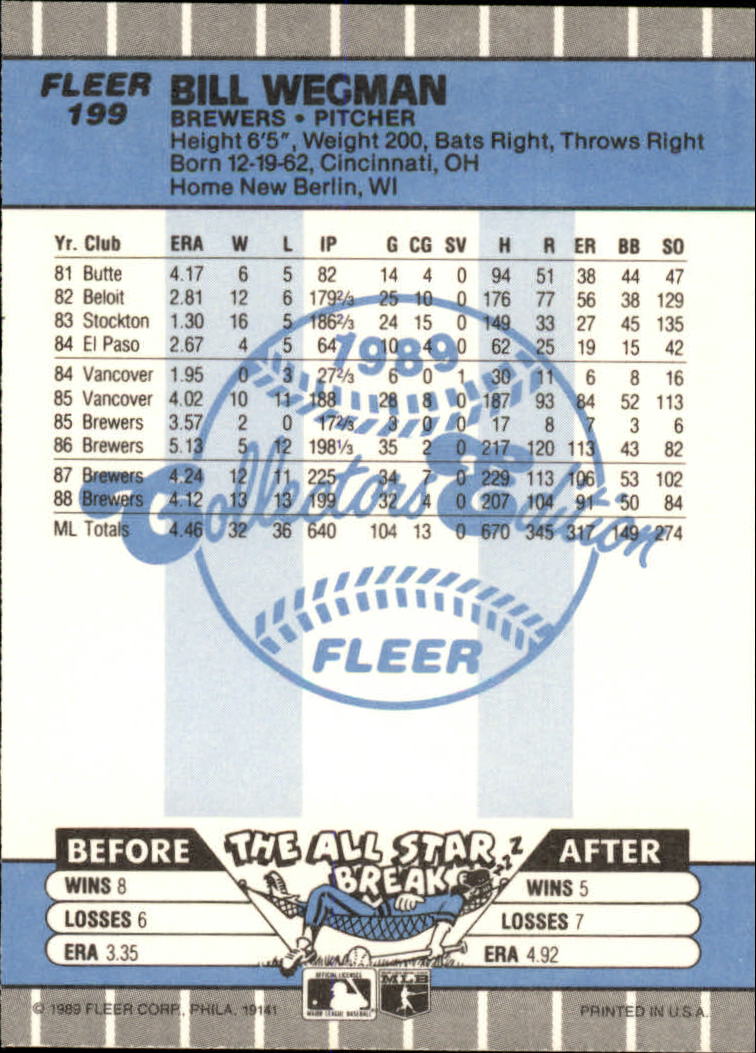 FLEER
199
BILL WEGMAN
BREWERS • PITCHER
Height 6'5", Weight 200, Bats Right, Throws Right
Born 12-19-62, Cincinnati, OH
Home New Berlin, WI
Yr. Club ERA W L IP G CG SV H R ER BB SO
81 Butte 4.17 6 5 82 14 4 0 94 51 38 44 47
82 Beloit 2.81 12 6 179⅔ 25 10 0 176 77 56 38 129
83 Stockton 1.30 16 5 186⅔ 24 15 0 149 33 27 45 135
84 El Paso 2.67 4 5 64 10 4 0 62 25 19 15 42
84 Vancover 1.95 0 3 27⅔ 6 0 1 30 11 6 8 16
85 Vancover 4.02 10 11 188 28 8 0 187 93 84 52 113
85 Brewers 3.57 2 0 17⅔ 3 0 0 17 8 7 3 6
86 Brewers 5.13 5 12 198⅓ 35 2 0 217 120 113 43 82
87 Brewers 4.24 12 11 225 34 7 0 229 113 106 53 102
88 Brewers 4.12 13 13 199 32 4 0 207 104 91 50 84
ML Totals 4.46 32 36 640 104 13 0 670 345 317 149 274
1989
Collectors Edition
FLEER
BEFORE THE ALL STAR BREAK AFTER
zzz
WINS 8 WINS 5
LOSSES 6 LOSSES 7
ERA 3.35 ERA 4.92
OFFICIAL LICENSEE
MAJOR LEAGUE BASEBALL
MLB
© 1989 FLEER CORP., PHILA. 19141 PRINTED IN U.S.A.